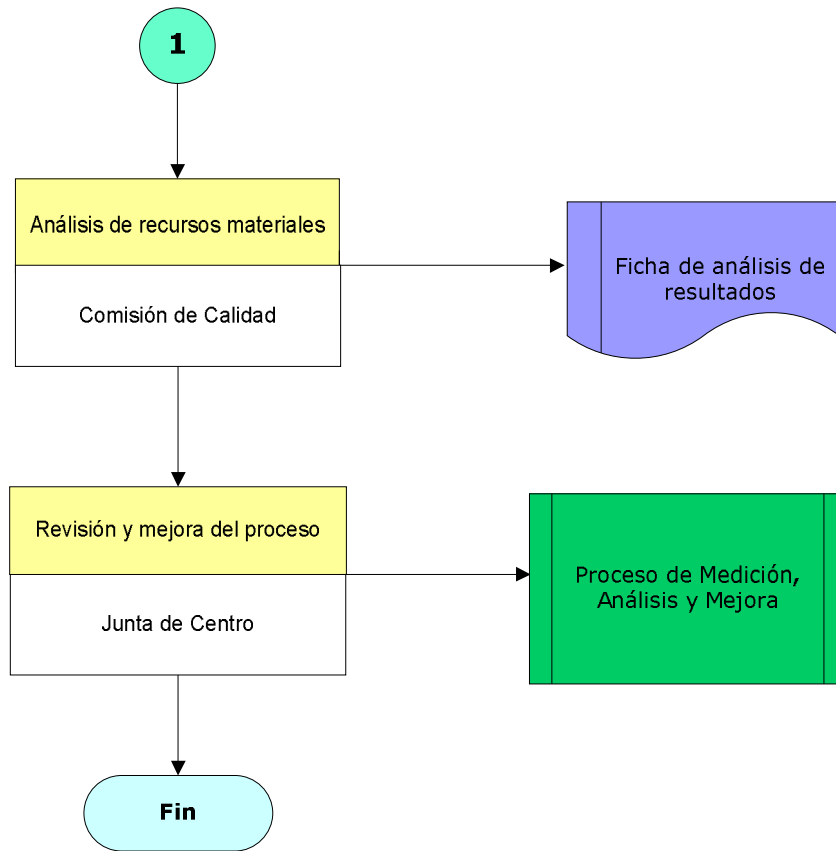 1
Análisis de recursos materiales
Comisión de Calidad
Ficha de análisis de
resultados
Revisión y mejora del proceso
Junta de Centro
Proceso de Medición,
Análisis y Mejora
Fin